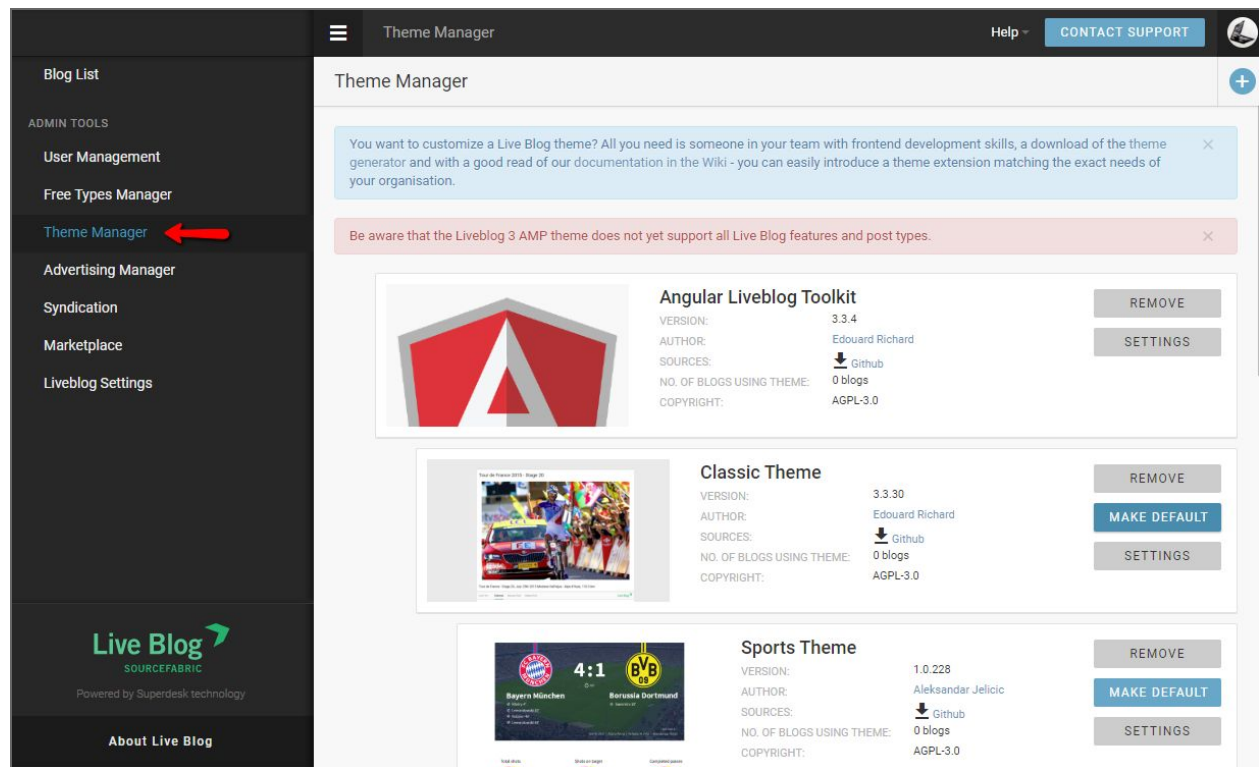 Theme Manager
Help
CONTACT SUPPORT
Blog List
ADMIN TOOLS
User Management
Free Types Manager
Theme Manager
Advertising Manager
Syndication
Marketplace
Liveblog Settings
Live Blog
SOURCEFABRIC
Powered by Superdesk technology
About Live Blog
Theme Manager
You want to customize a Live Blog theme? All you need is someone in your team with frontend development skills, a download of the theme
generator and with a good read of our documentation in the Wiki - you can easily introduce a theme extension matching the exact needs of
your organisation.
Be aware that the Liveblog 3 AMP theme does not yet support all Live Blog features and post types.
Angular Liveblog Toolkit
VERSION: 3.3.4
AUTHOR: Edouard Richard
SOURCES: Github
NO. OF BLOGS USING THEME: 0 blogs
COPYRIGHT: AGPL-3.0
REMOVE
SETTINGS
Classic Theme
VERSION: 3.3.30
AUTHOR: Edouard Richard
SOURCES: Github
NO. OF BLOGS USING THEME: 0 blogs
COPYRIGHT: AGPL-3.0
REMOVE
MAKE DEFAULT
SETTINGS
4:1
Bayern München
Borussia Dortmund
Total shots
Shots on target
Completed passes
Sports Theme
VERSION: 1.0.228
AUTHOR: Aleksandar Jelicic
SOURCES: Github
NO. OF BLOGS USING THEME: 0 blogs
COPYRIGHT: AGPL-3.0
REMOVE
MAKE DEFAULT
SETTINGS